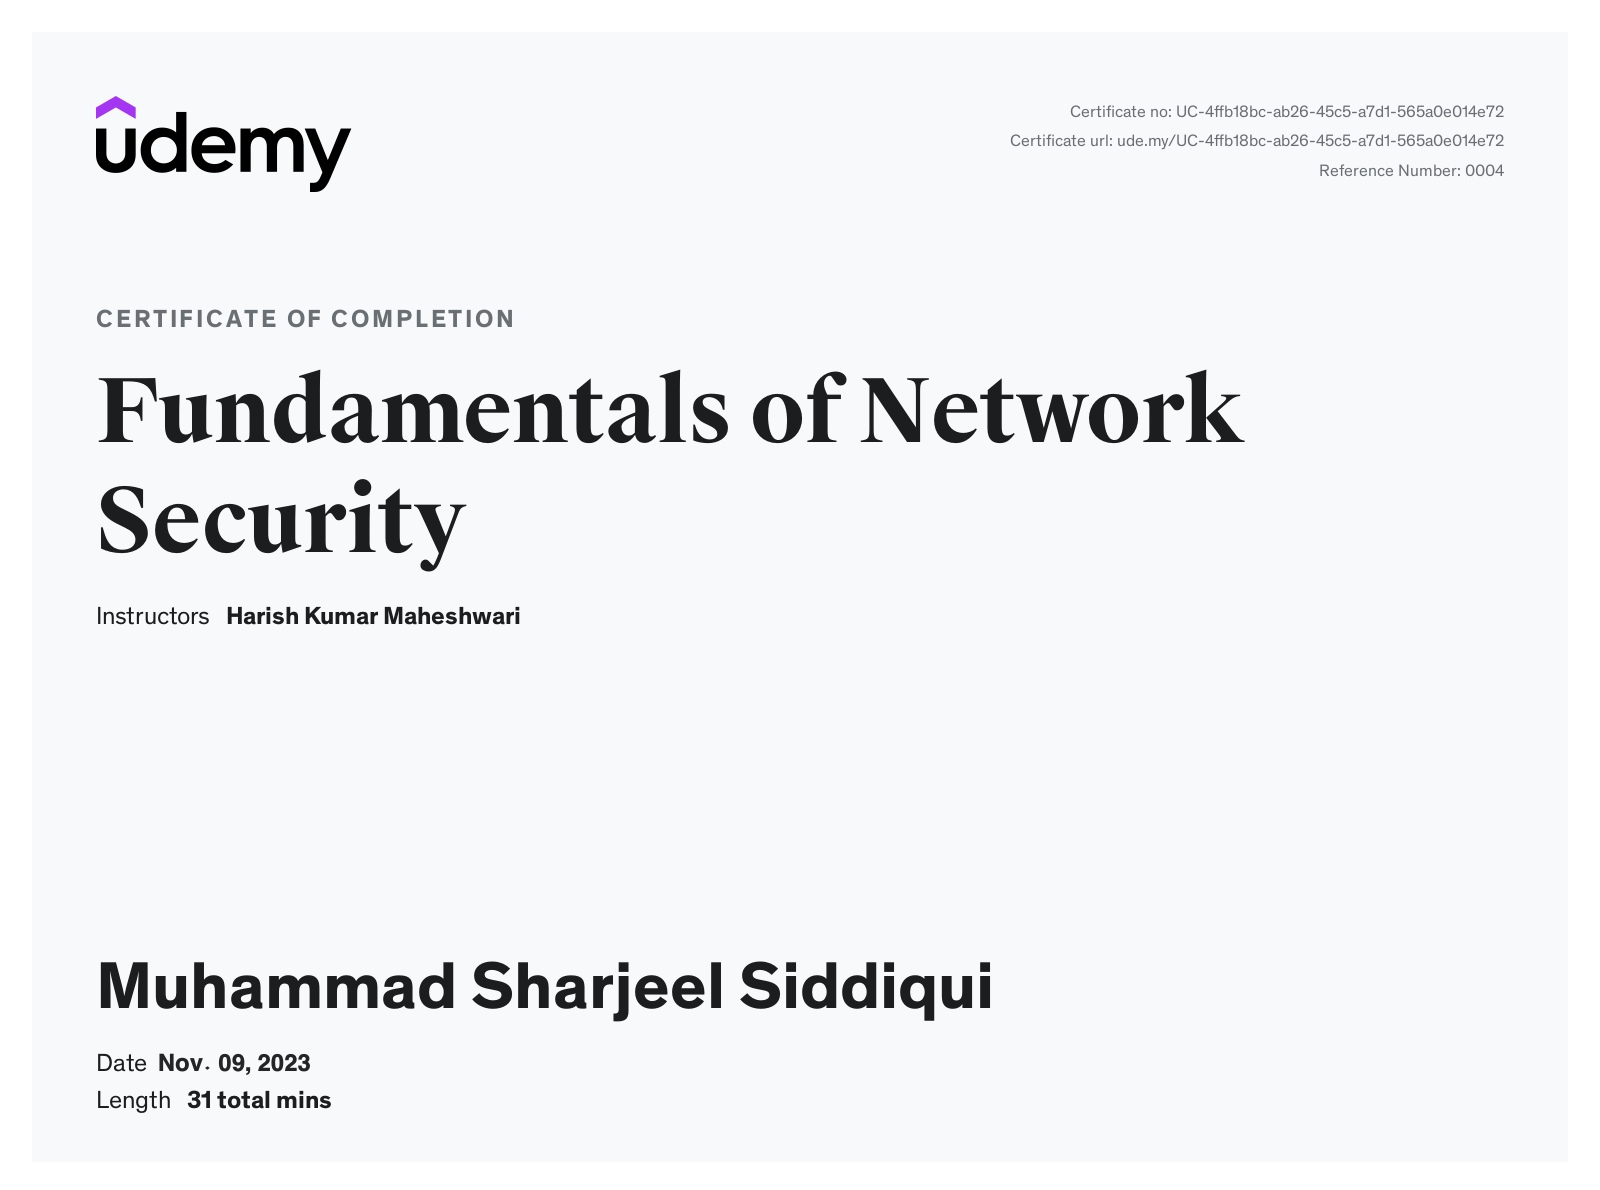 udemy
Certificate no: UC-4ffb18bc-ab26-45c5-a7d1-565a0e014e72
Certificate url: ude.my/UC-4ffb18bc-ab26-45c5-a7d1-565a0e014e72
Reference Number: 0004
CERTIFICATE OF COMPLETION
Fundamentals of Network
Security
Instructors Harish Kumar Maheshwari
Muhammad Sharjeel Siddiqui
Date Nov. 09, 2023
Length 31 total mins